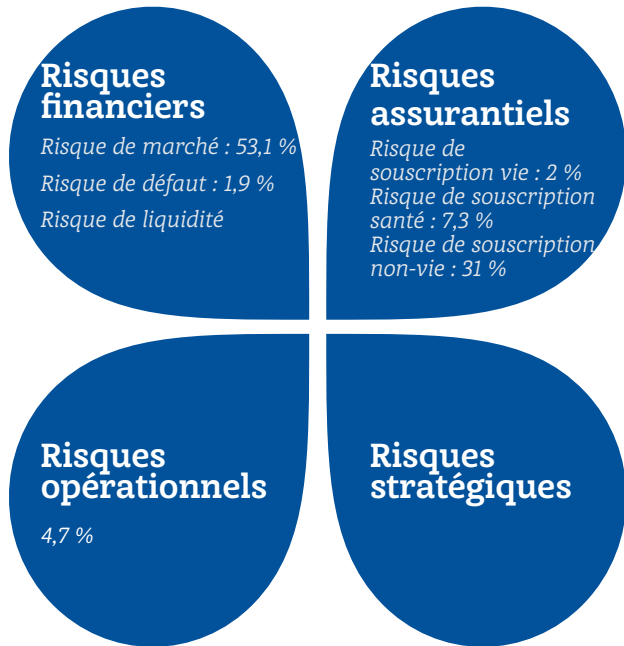 Risques
financiers
Risque de marché : 53,1 %
Risque de défaut : 1,9 %
Risque de liquidité
Risques
assurantiels
Risque de
souscription vie : 2 %
Risque de souscription
santé : 7,3 %
Risque de souscription
non-vie : 31 %
Risques
opérationnels
4,7 %
Risques
stratégiques